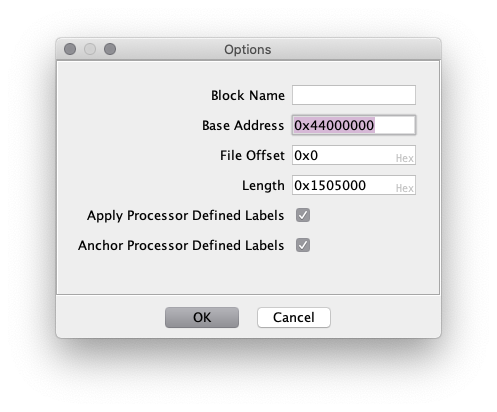 Options
Block Name
Base Address 0x44000000
File Offset 0x0 Hex
Length 0x1505000 Hex
Apply Processor Defined Labels
Anchor Processor Defined Labels
OK Cancel